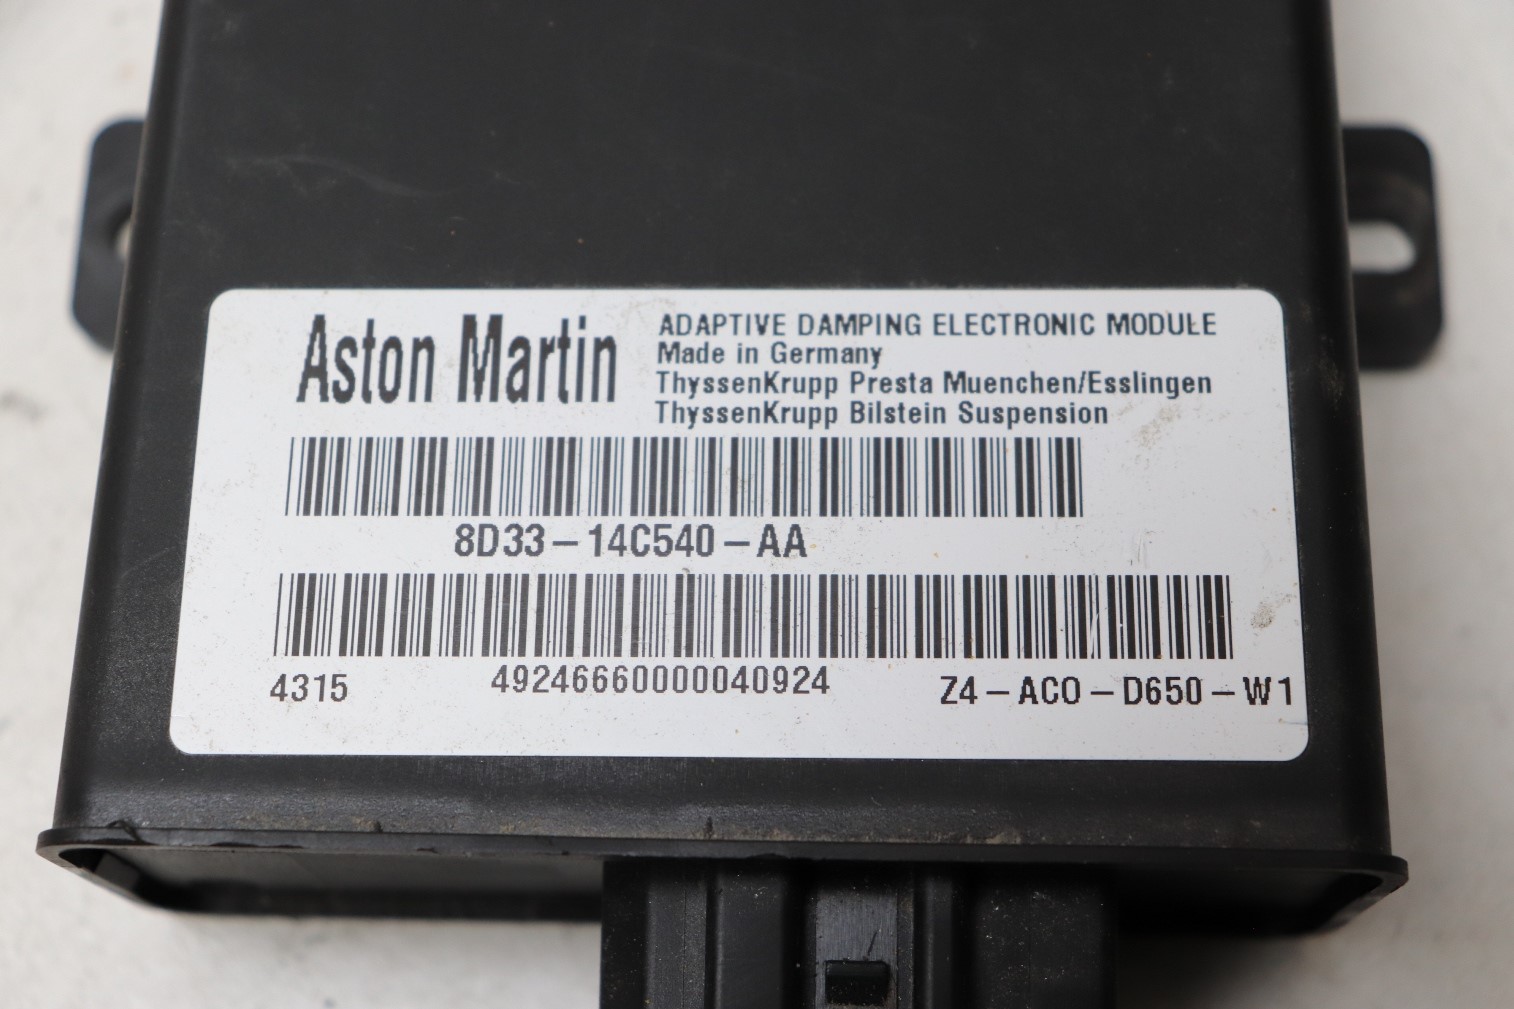 Aston Martin
ADAPTIVE DAMPING ELECTRONIC MODULE
Made in Germany
ThyssenKrupp Presta Muenchen/Esslingen
ThyssenKrupp Bilstein Suspension
8D33-14C540-AA
4315 49246660000040924 Z4-ACO-D650-W1